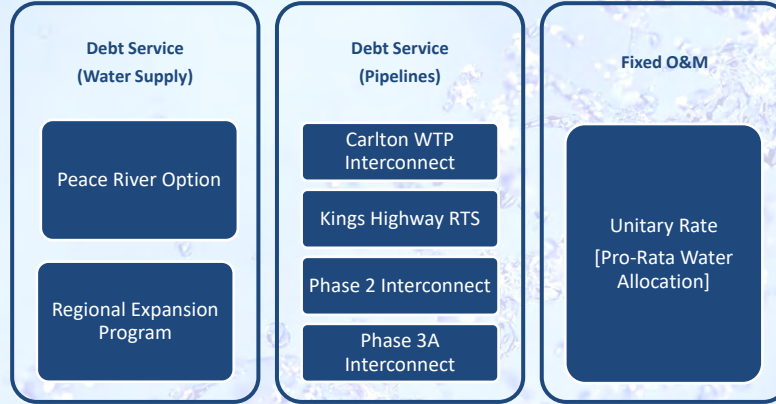 Debt Service
(Water Supply)
Peace River Option
Regional Expansion
Program
Debt Service
(Pipelines)
Carlton WTP
Interconnect
Kings Highway RTS
Phase 2 Interconnect
Phase 3A
Interconnect
Fixed O&M
Unitary Rate
[Pro-Rata Water
Allocation]